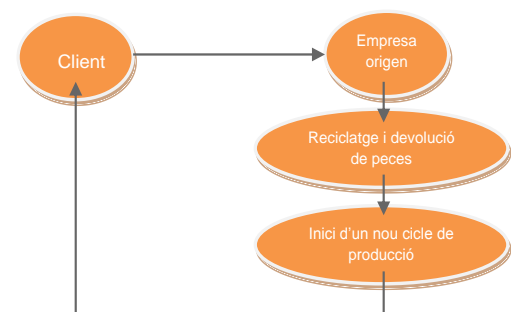 Client
Empresa
origen
Reciclatge i devolució
de peces
Inici d’un nou cicle de
producció